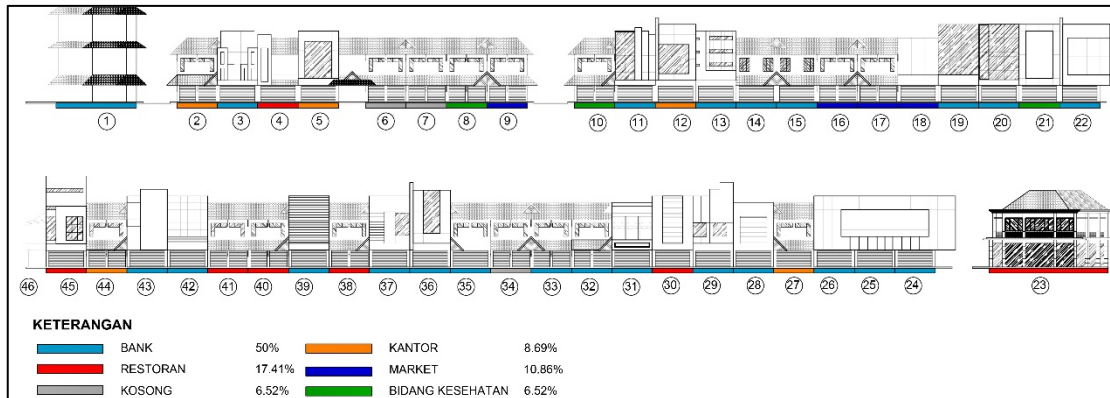 1 2 3 4 5 6 7 8 9 10 11 12 13 14 15 16 17 18 19 20 21 22
46 45 44 43 42 41 40 39 38 37 36 35 34 33 32 31 30 29 28 27 26 25 24 23
KETERANGAN
BANK 50% KANTOR 8.69%
RESTORAN 17.41% MARKET 10.86%
KOSONG 6.52% BIDANG KESEHATAN 6.52%